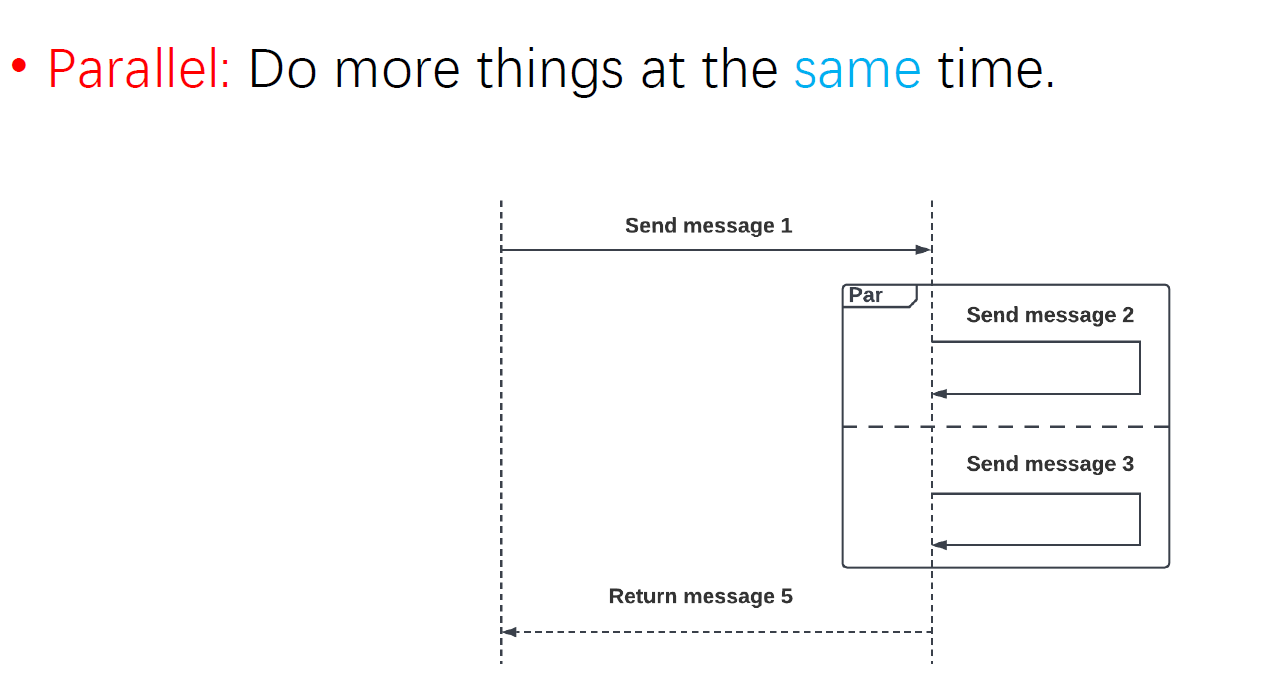 • Parallel: Do more things at the same time.
Send message 1
Par
Send message 2
Send message 3
Return message 5